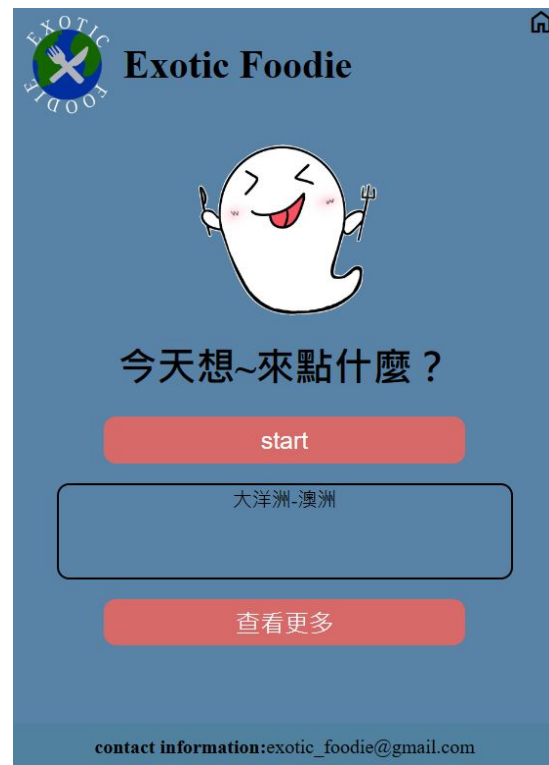 EXOTIC
FOODIE
Exotic Foodie
今天想~來點什麼？
start
大洋洲-澳洲
查看更多
contact information:exotic_foodie@gmail.com